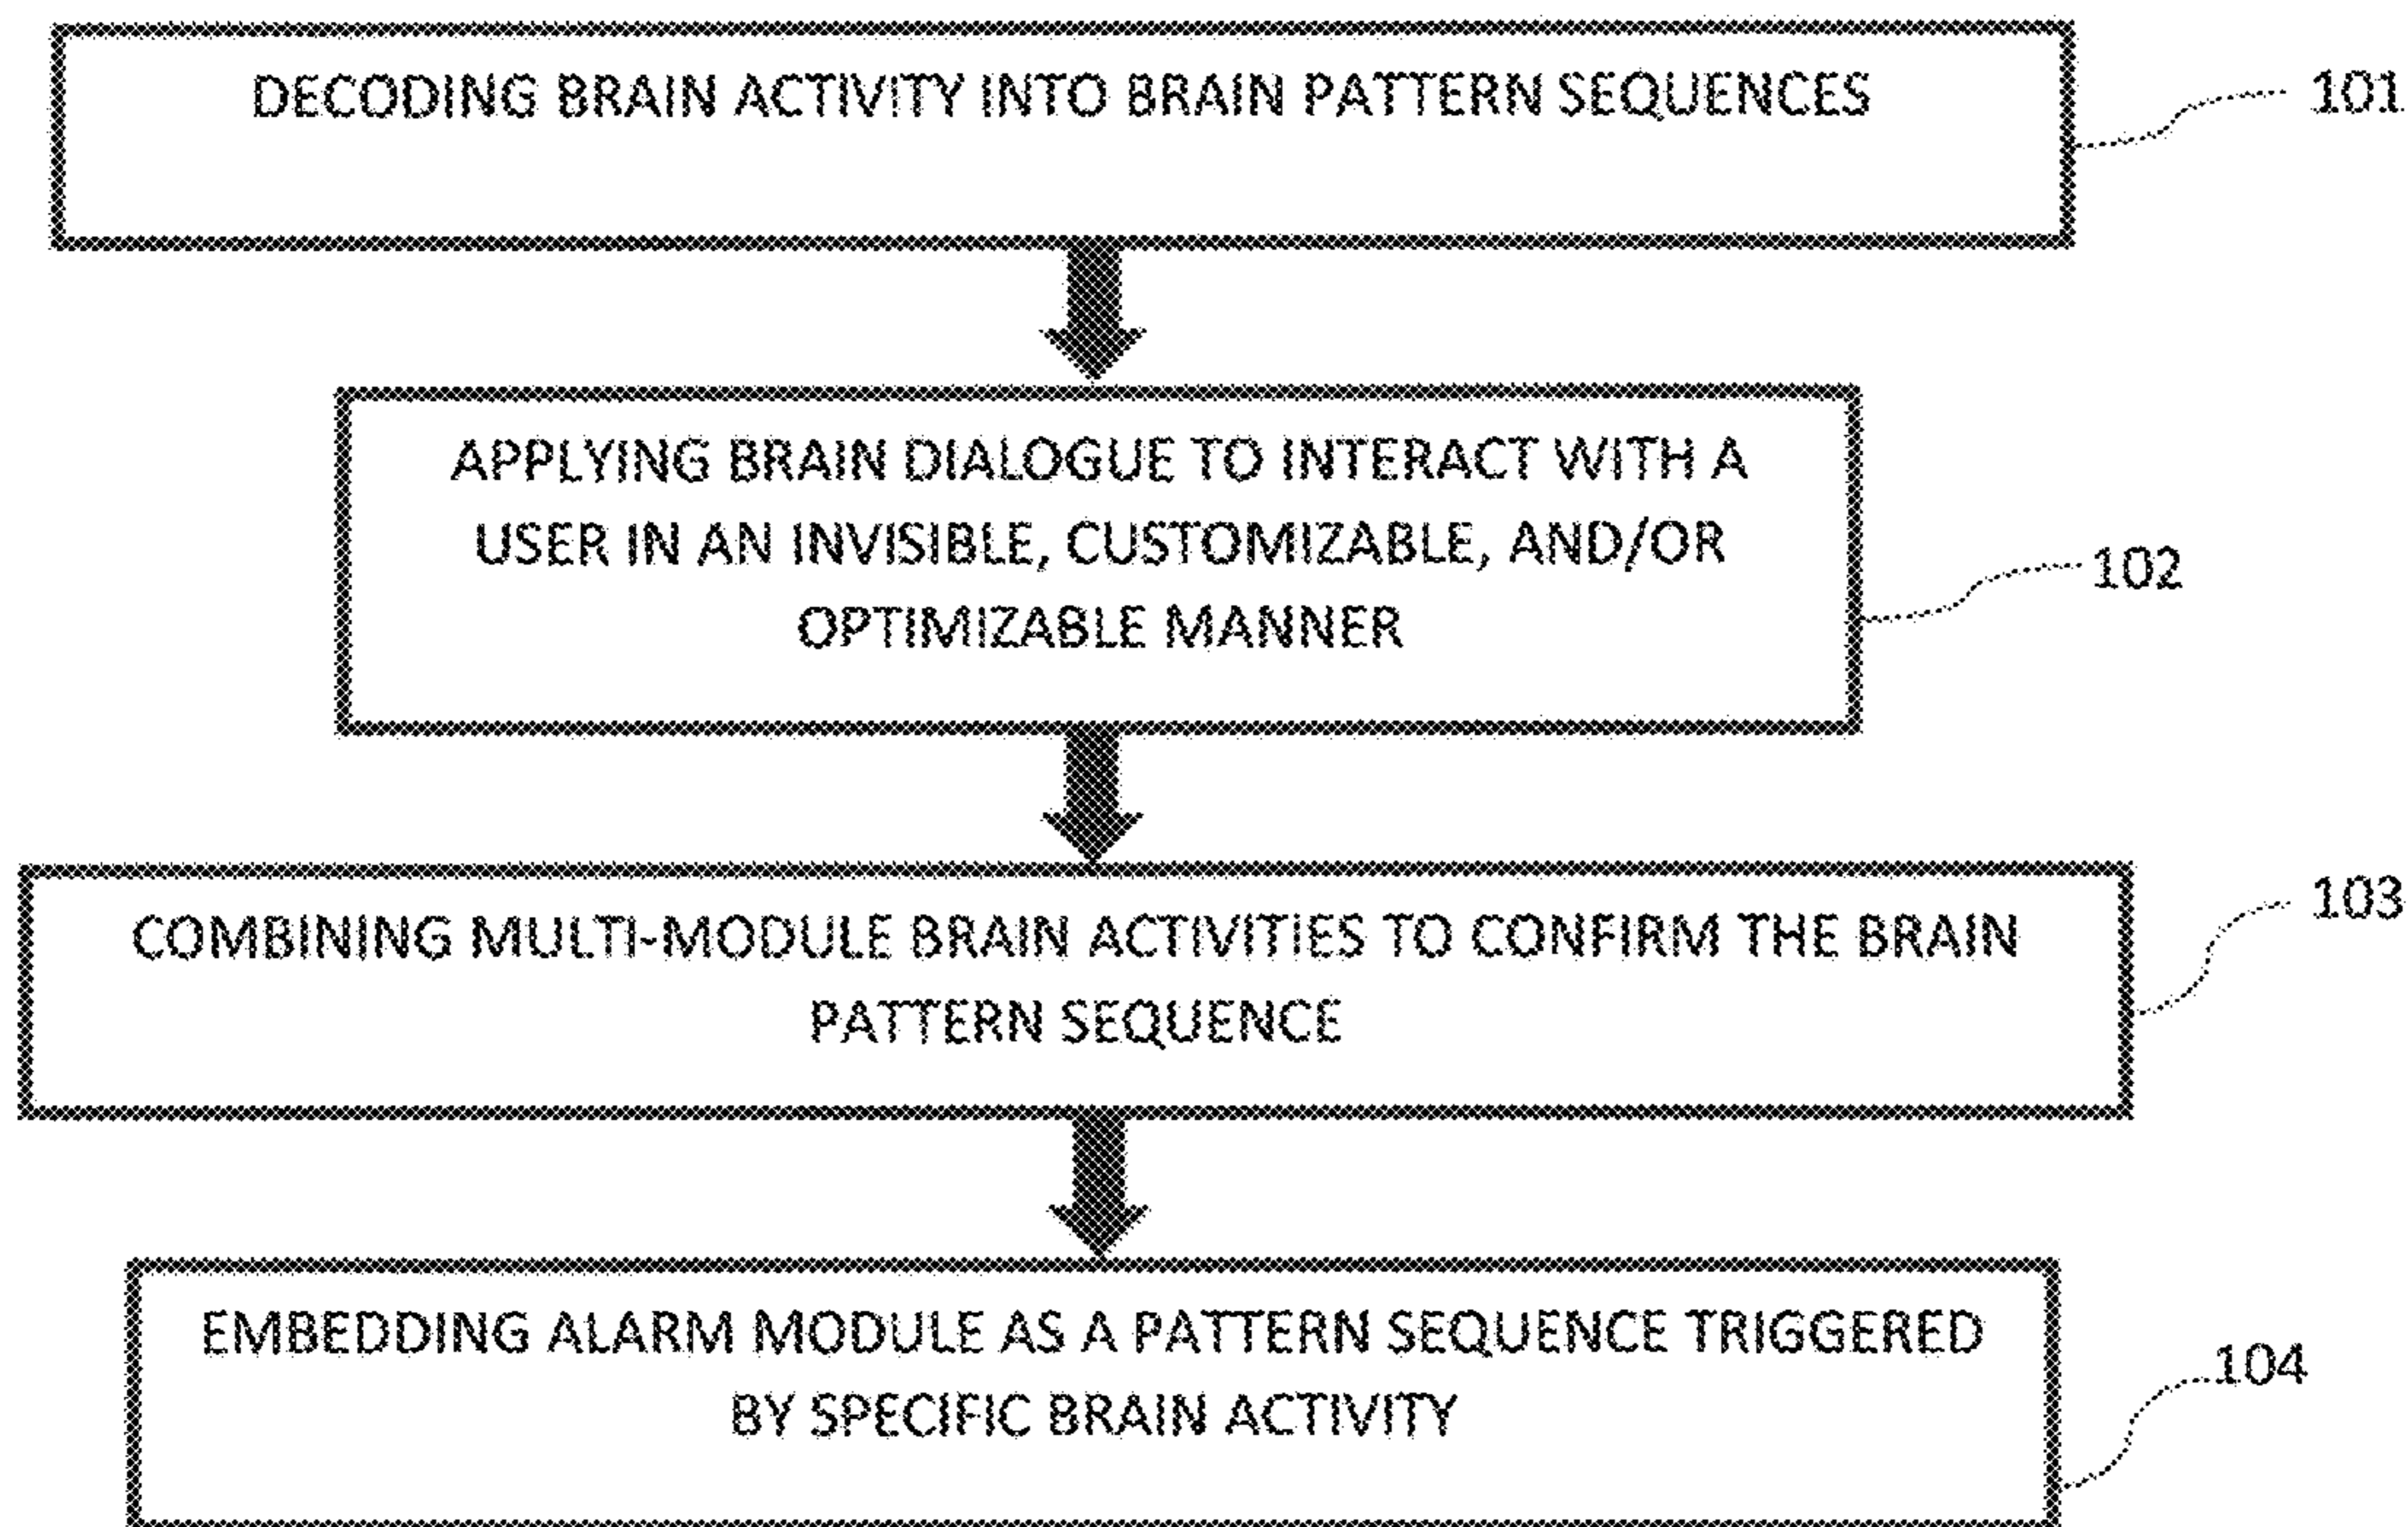 DECODING BRAIN ACTIVITY INTO BRAIN PATTERN SEQUENCES
101
APPLYING BRAIN DIALOGUE TO INTERACT WITH A
USER IN AN INVISIBLE, CUSTOMIZABLE, AND/OR
OPTIMIZABLE MANNER
102
COMBINING MULTI-MODULE BRAIN ACTIVITIES TO CONFIRM THE BRAIN
PATTERN SEQUENCE
103
EMBEDDING ALARM MODULE AS A PATTERN SEQUENCE TRIGGERED
BY SPECIFIC BRAIN ACTIVITY
104